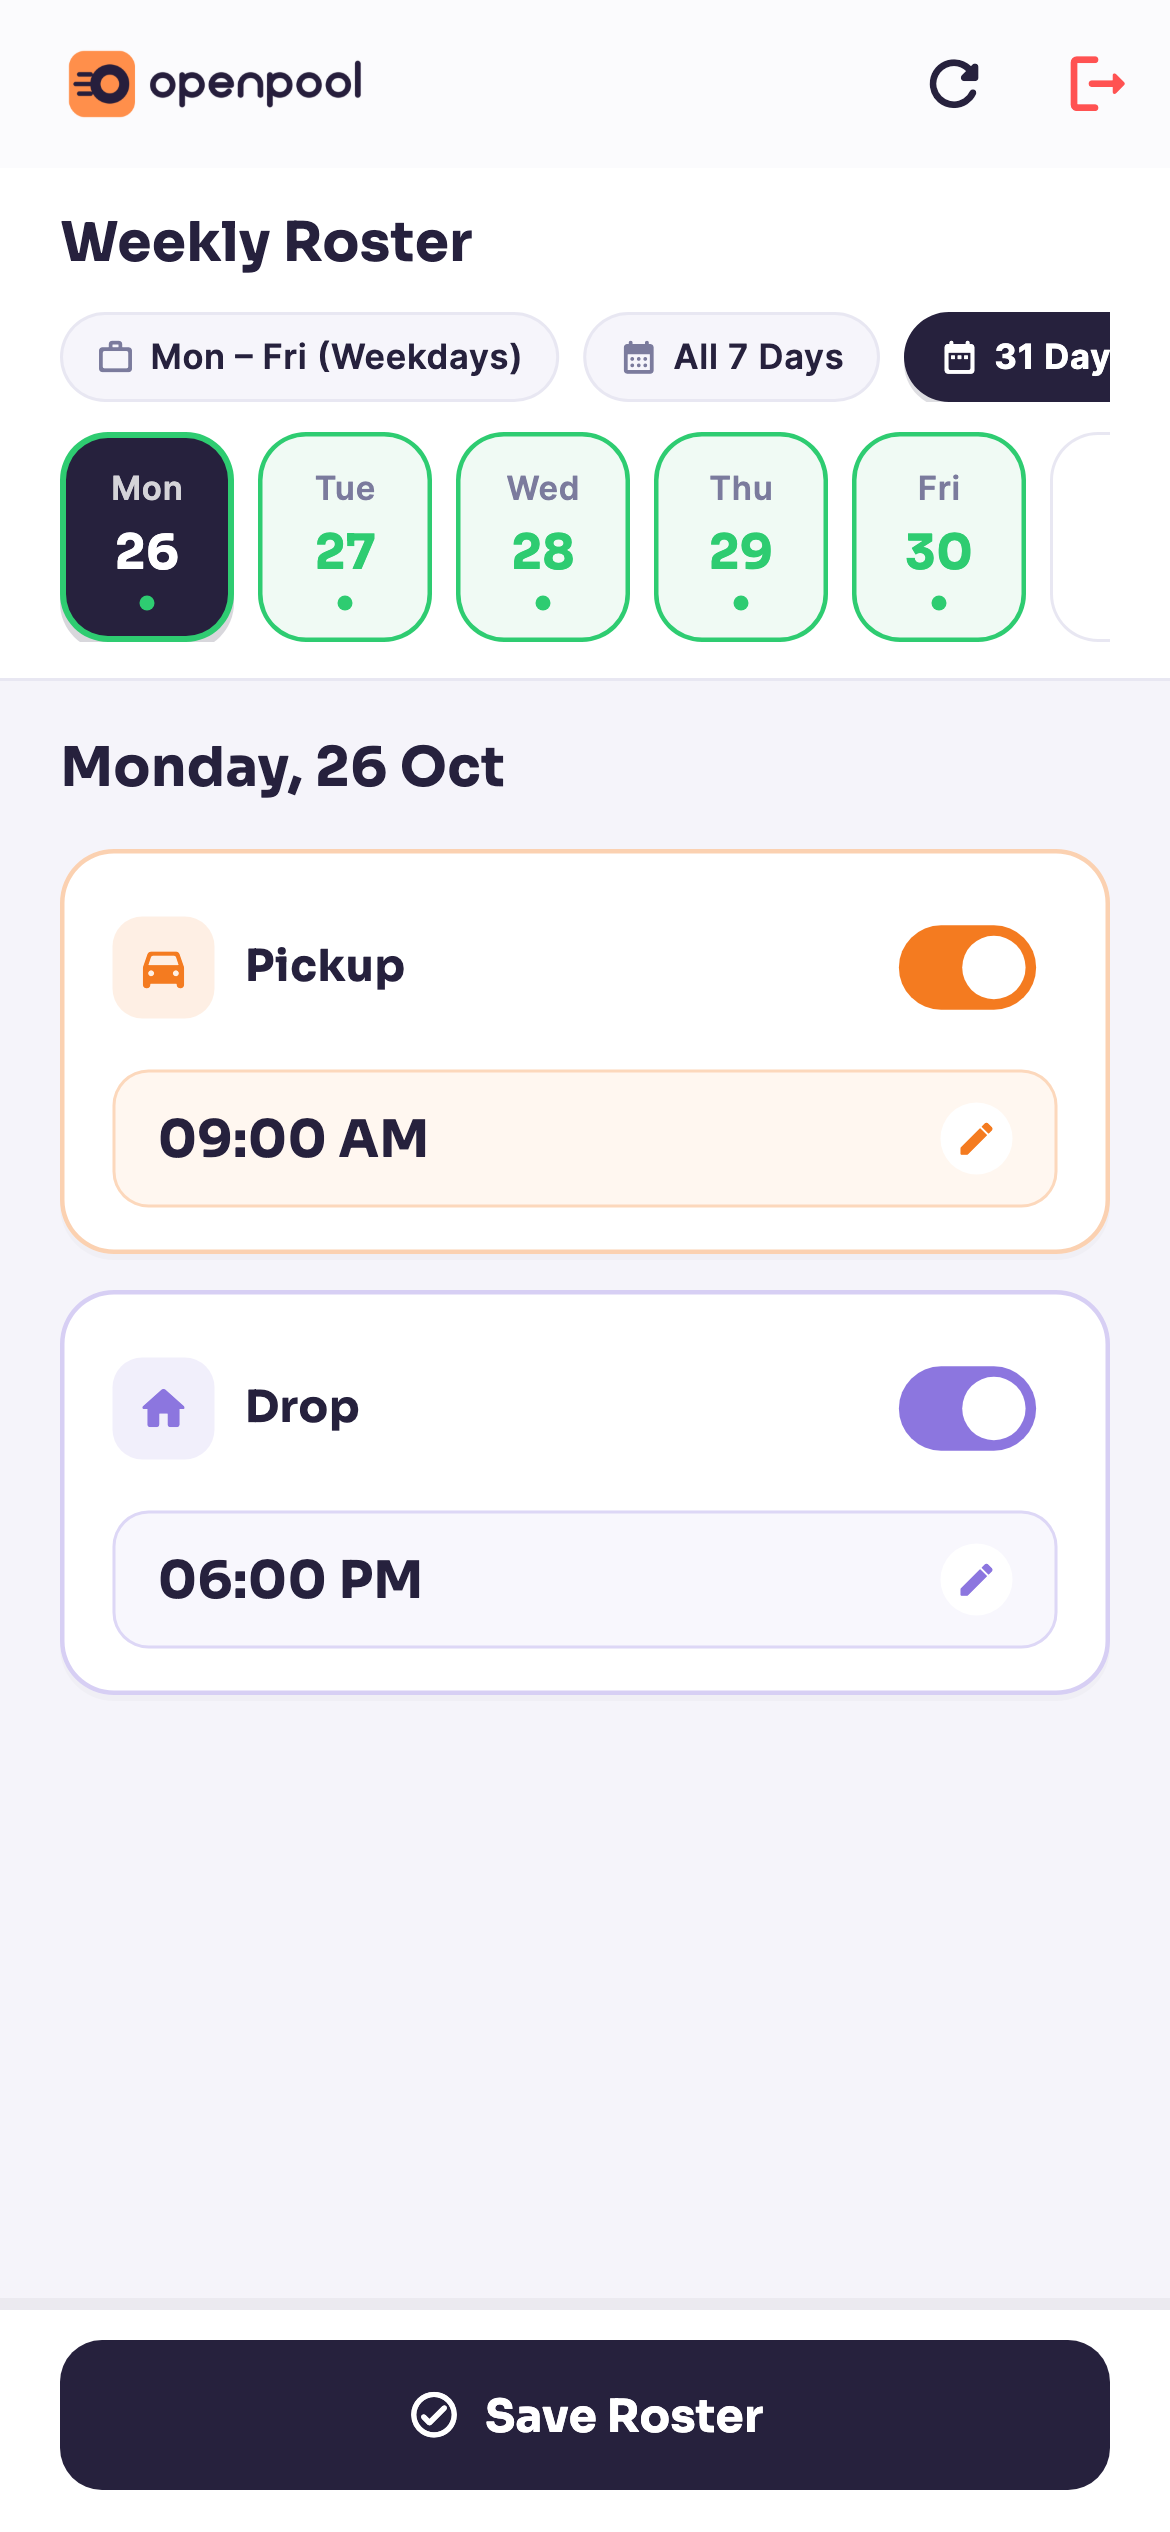 openpool
Weekly Roster
Mon – Fri (Weekdays)
All 7 Days
31 Day
Mon
26
Tue
27
Wed
28
Thu
29
Fri
30
Monday, 26 Oct
Pickup
09:00 AM
Drop
06:00 PM
Save Roster